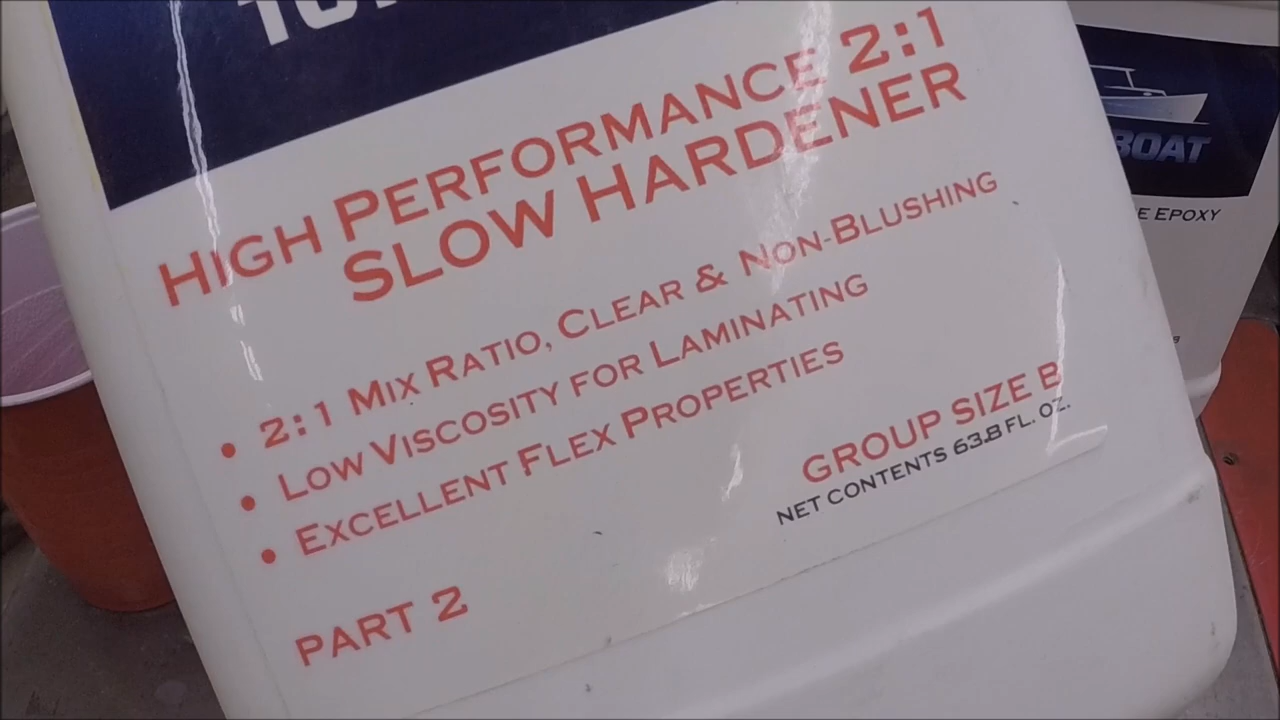 HIGH PERFORMANCE 2:1
SLOW HARDENER
• 2:1 MIX RATIO, CLEAR & NON-BLUSHING
• LOW VISCOSITY FOR LAMINATING
• EXCELLENT FLEX PROPERTIES
GROUP SIZE B
NET CONTENTS 63.8 FL. OZ.
PART 2
BOAT
EPOXY